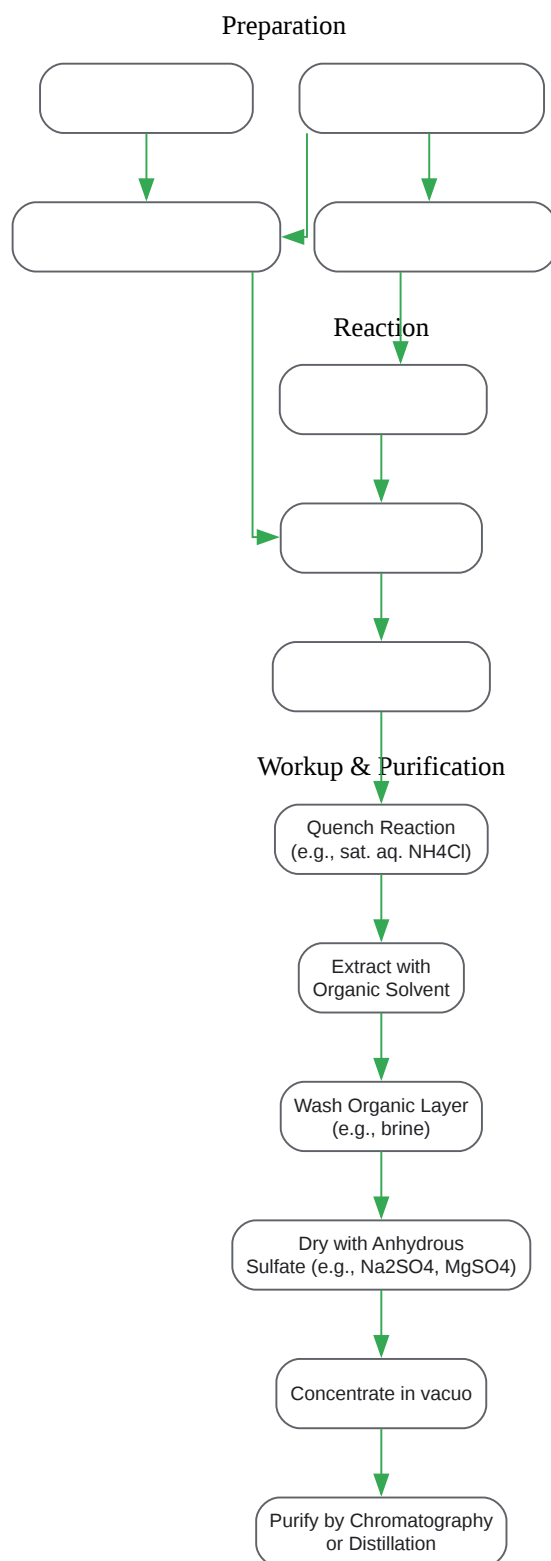 Preparation
Reaction
Workup & Purification
Quench Reaction
(e.g., sat. aq. NH4Cl)
Extract with
Organic Solvent
Wash Organic Layer
(e.g., brine)
Dry with Anhydrous
Sulfate (e.g., Na2SO4, MgSO4)
Concentrate in vacuo
Purify by Chromatography
or Distillation